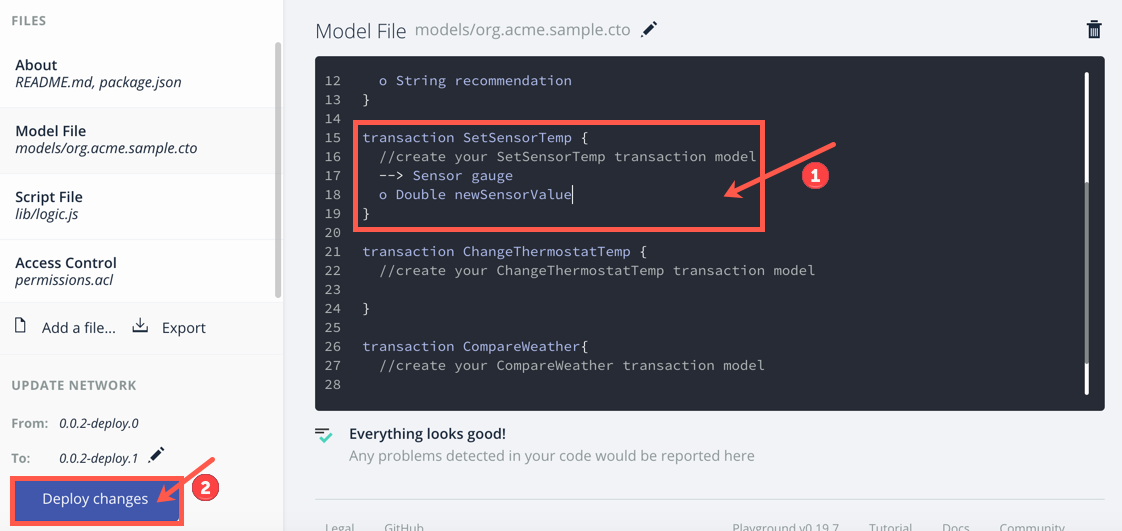 FILES
About
README.md, package.json
Model File
models/org.acme.sample.cto
Script File
lib/logic.js
Access Control
permissions.acl
Add a file...
Export
UPDATE NETWORK
From: 0.0.2-deploy.0
To: 0.0.2-deploy.1
Deploy changes
2
Model File models/org.acme.sample.cto
12 o String recommendation
13 }
14
15 transaction SetSensorTemp {
16 //create your SetSensorTemp transaction model
17 --> Sensor gauge
18 o Double newSensorValue
19 }
20
21 transaction ChangeThermostatTemp {
22 //create your ChangeThermostatTemp transaction model
23
24 }
25
26 transaction CompareWeather{
27 //create your CompareWeather transaction model
28
1
Everything looks good!
Any problems detected in your code would be reported here
Legal GitHub Playground v0.19.7 Tutorial Docs Community